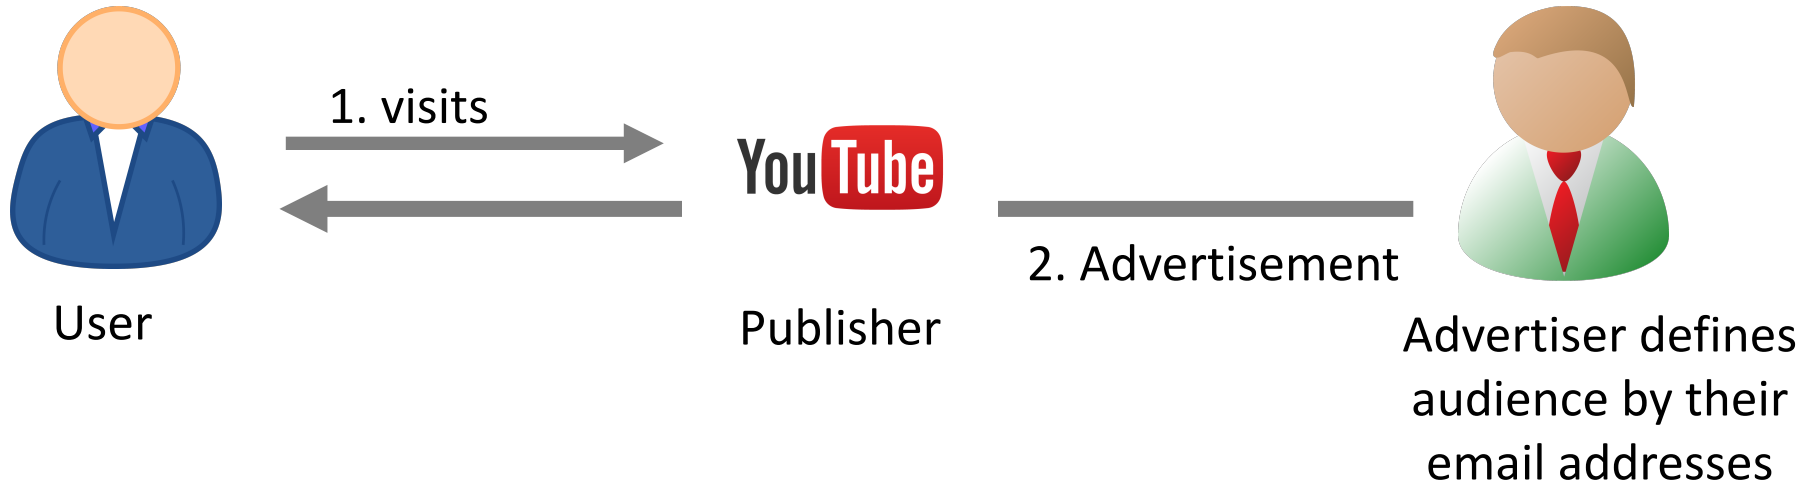 1. visits
YouTube
2. Advertisement
User
Publisher
Advertiser defines
audience by their
email addresses